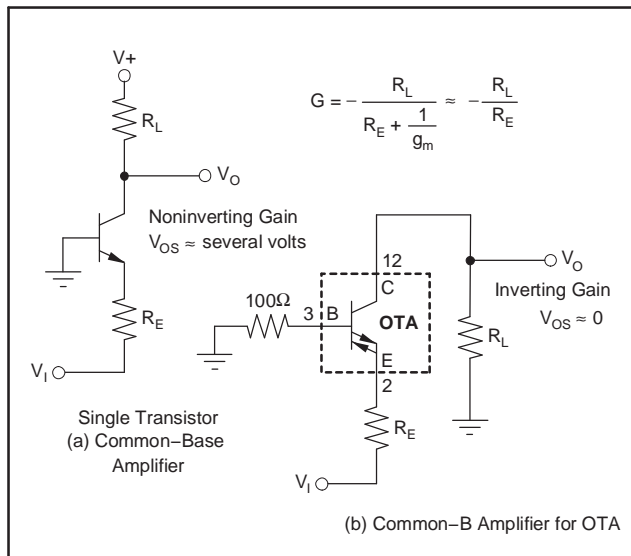 V+
R_L
V_O
Noninverting Gain
V_OS ≈ several volts
R_E
V_I
Single Transistor
(a) Common−Base
Amplifier
G = − R_L / (R_E + 1/g_m) ≈ − R_L / R_E
12
C
V_O
100Ω
3
B
OTA
Inverting Gain
V_OS ≈ 0
R_L
E
2
R_E
V_I
(b) Common−B Amplifier for OTA